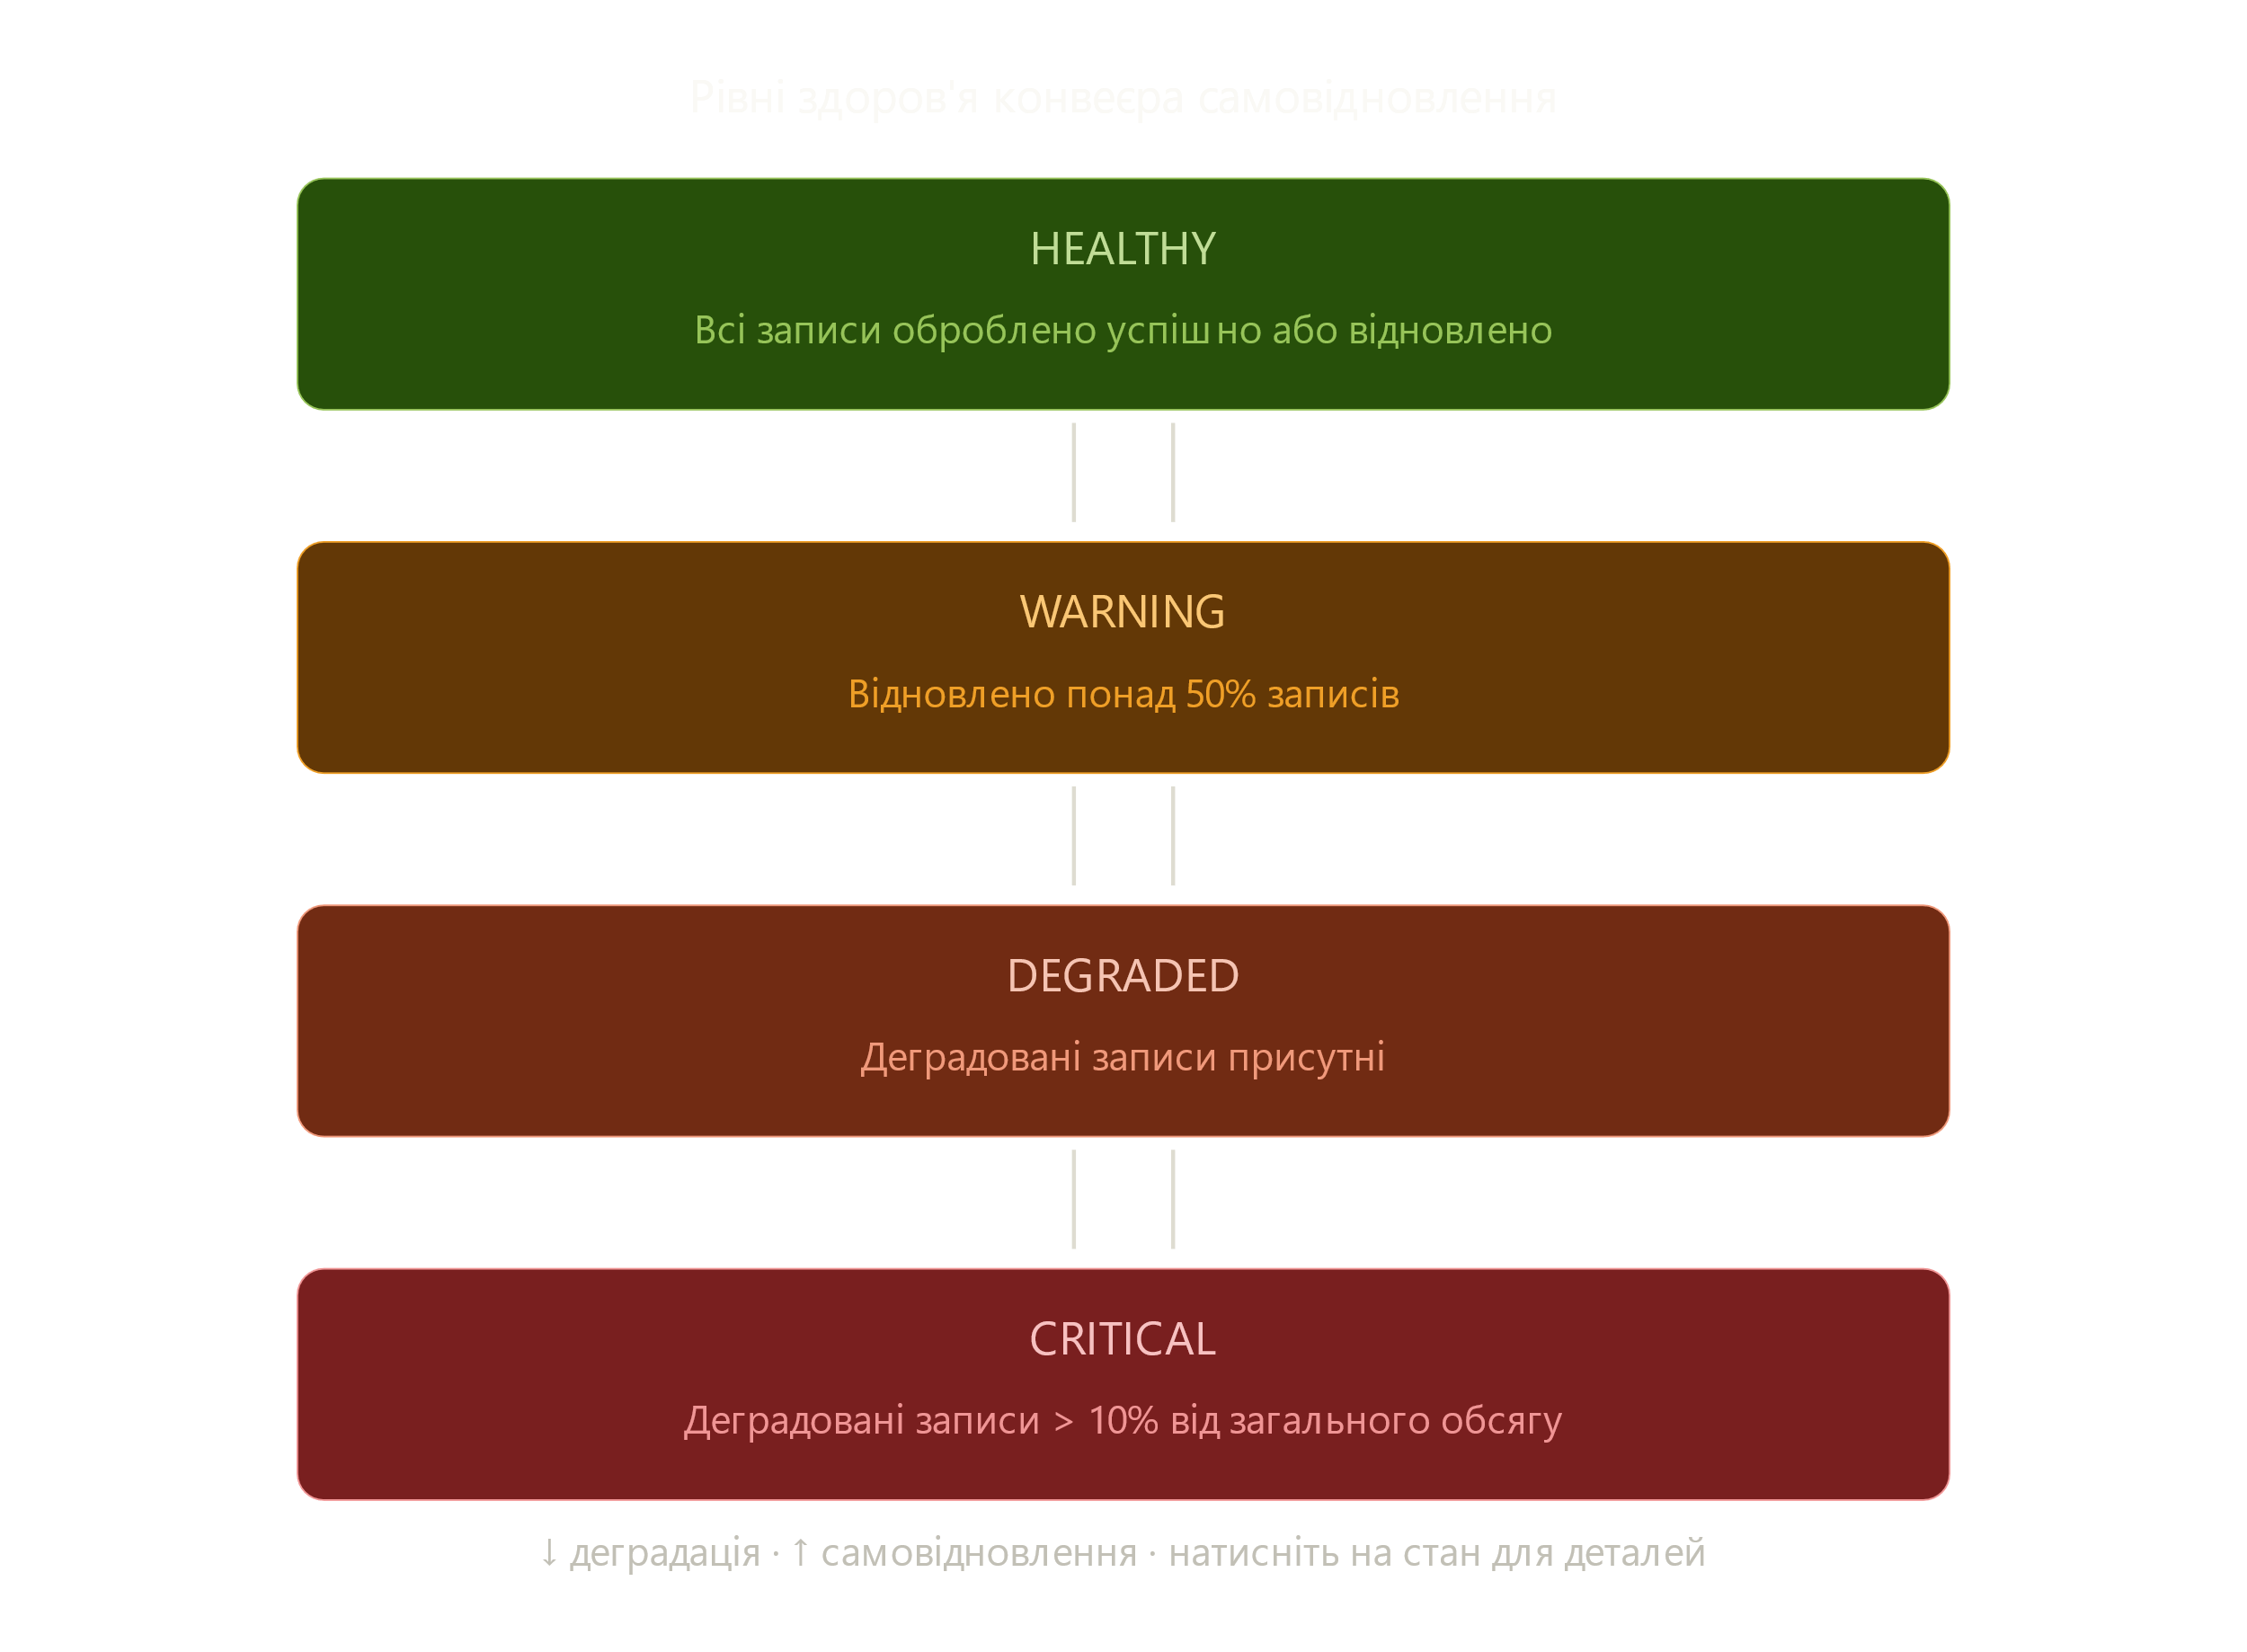 Рівні здоров'я конвеєра самовідновлення
HEALTHY
Всі записи оброблено успішно або відновлено
WARNING
Відновлено понад 50% записів
DEGRADED
Деградовані записи присутні
CRITICAL
Деградовані записи > 10% від загального обсягу
↓ деградація · ↑ самовідновлення · натисніть на стан для деталей